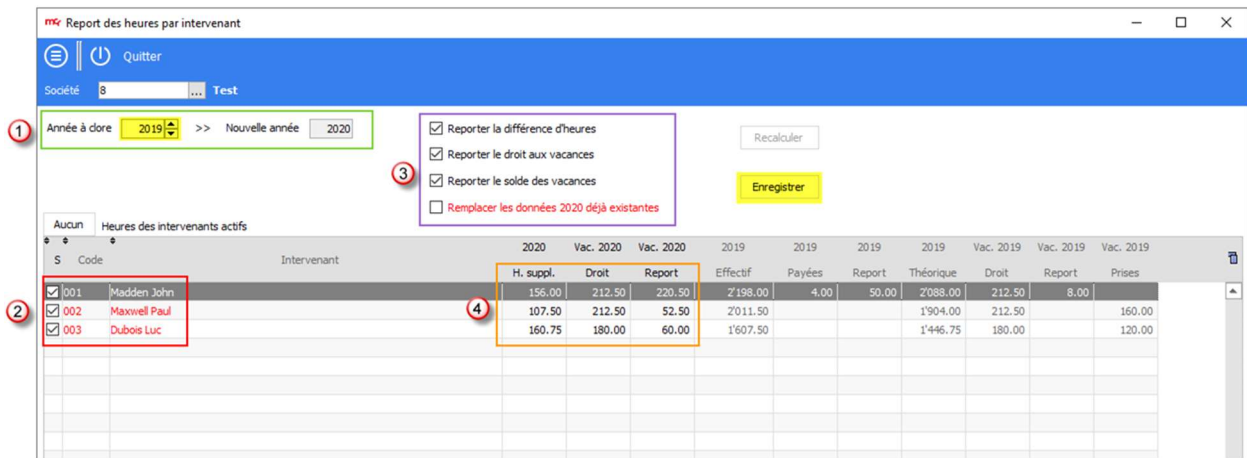 mcr Report des heures par intervenant
Quitter
Société 8 ... Test
1 Année à clore 2019 >> Nouvelle année 2020
3
Reporter la différence d'heures
Reporter le droit aux vacances
Reporter le solde des vacances
Remplacer les données 2020 déjà existantes
Recalculer
Enregistrer
Aucun Heures des intervenants actifs
2020 Vac. 2020 Vac. 2020 2019 2019 2019 2019 Vac. 2019 Vac. 2019 Vac. 2019
S Code Intervenant H. suppl. Droit Report Effectif Payées Report Théorique Droit Report Prises
001 Madden John 156.00 212.50 220.50 2'198.00 4.00 50.00 2'088.00 212.50 8.00
2 002 Maxwell Paul 4 107.50 212.50 52.50 2'011.50 1'904.00 212.50 160.00
003 Dubois Luc 160.75 180.00 60.00 1'607.50 1'446.75 180.00 120.00